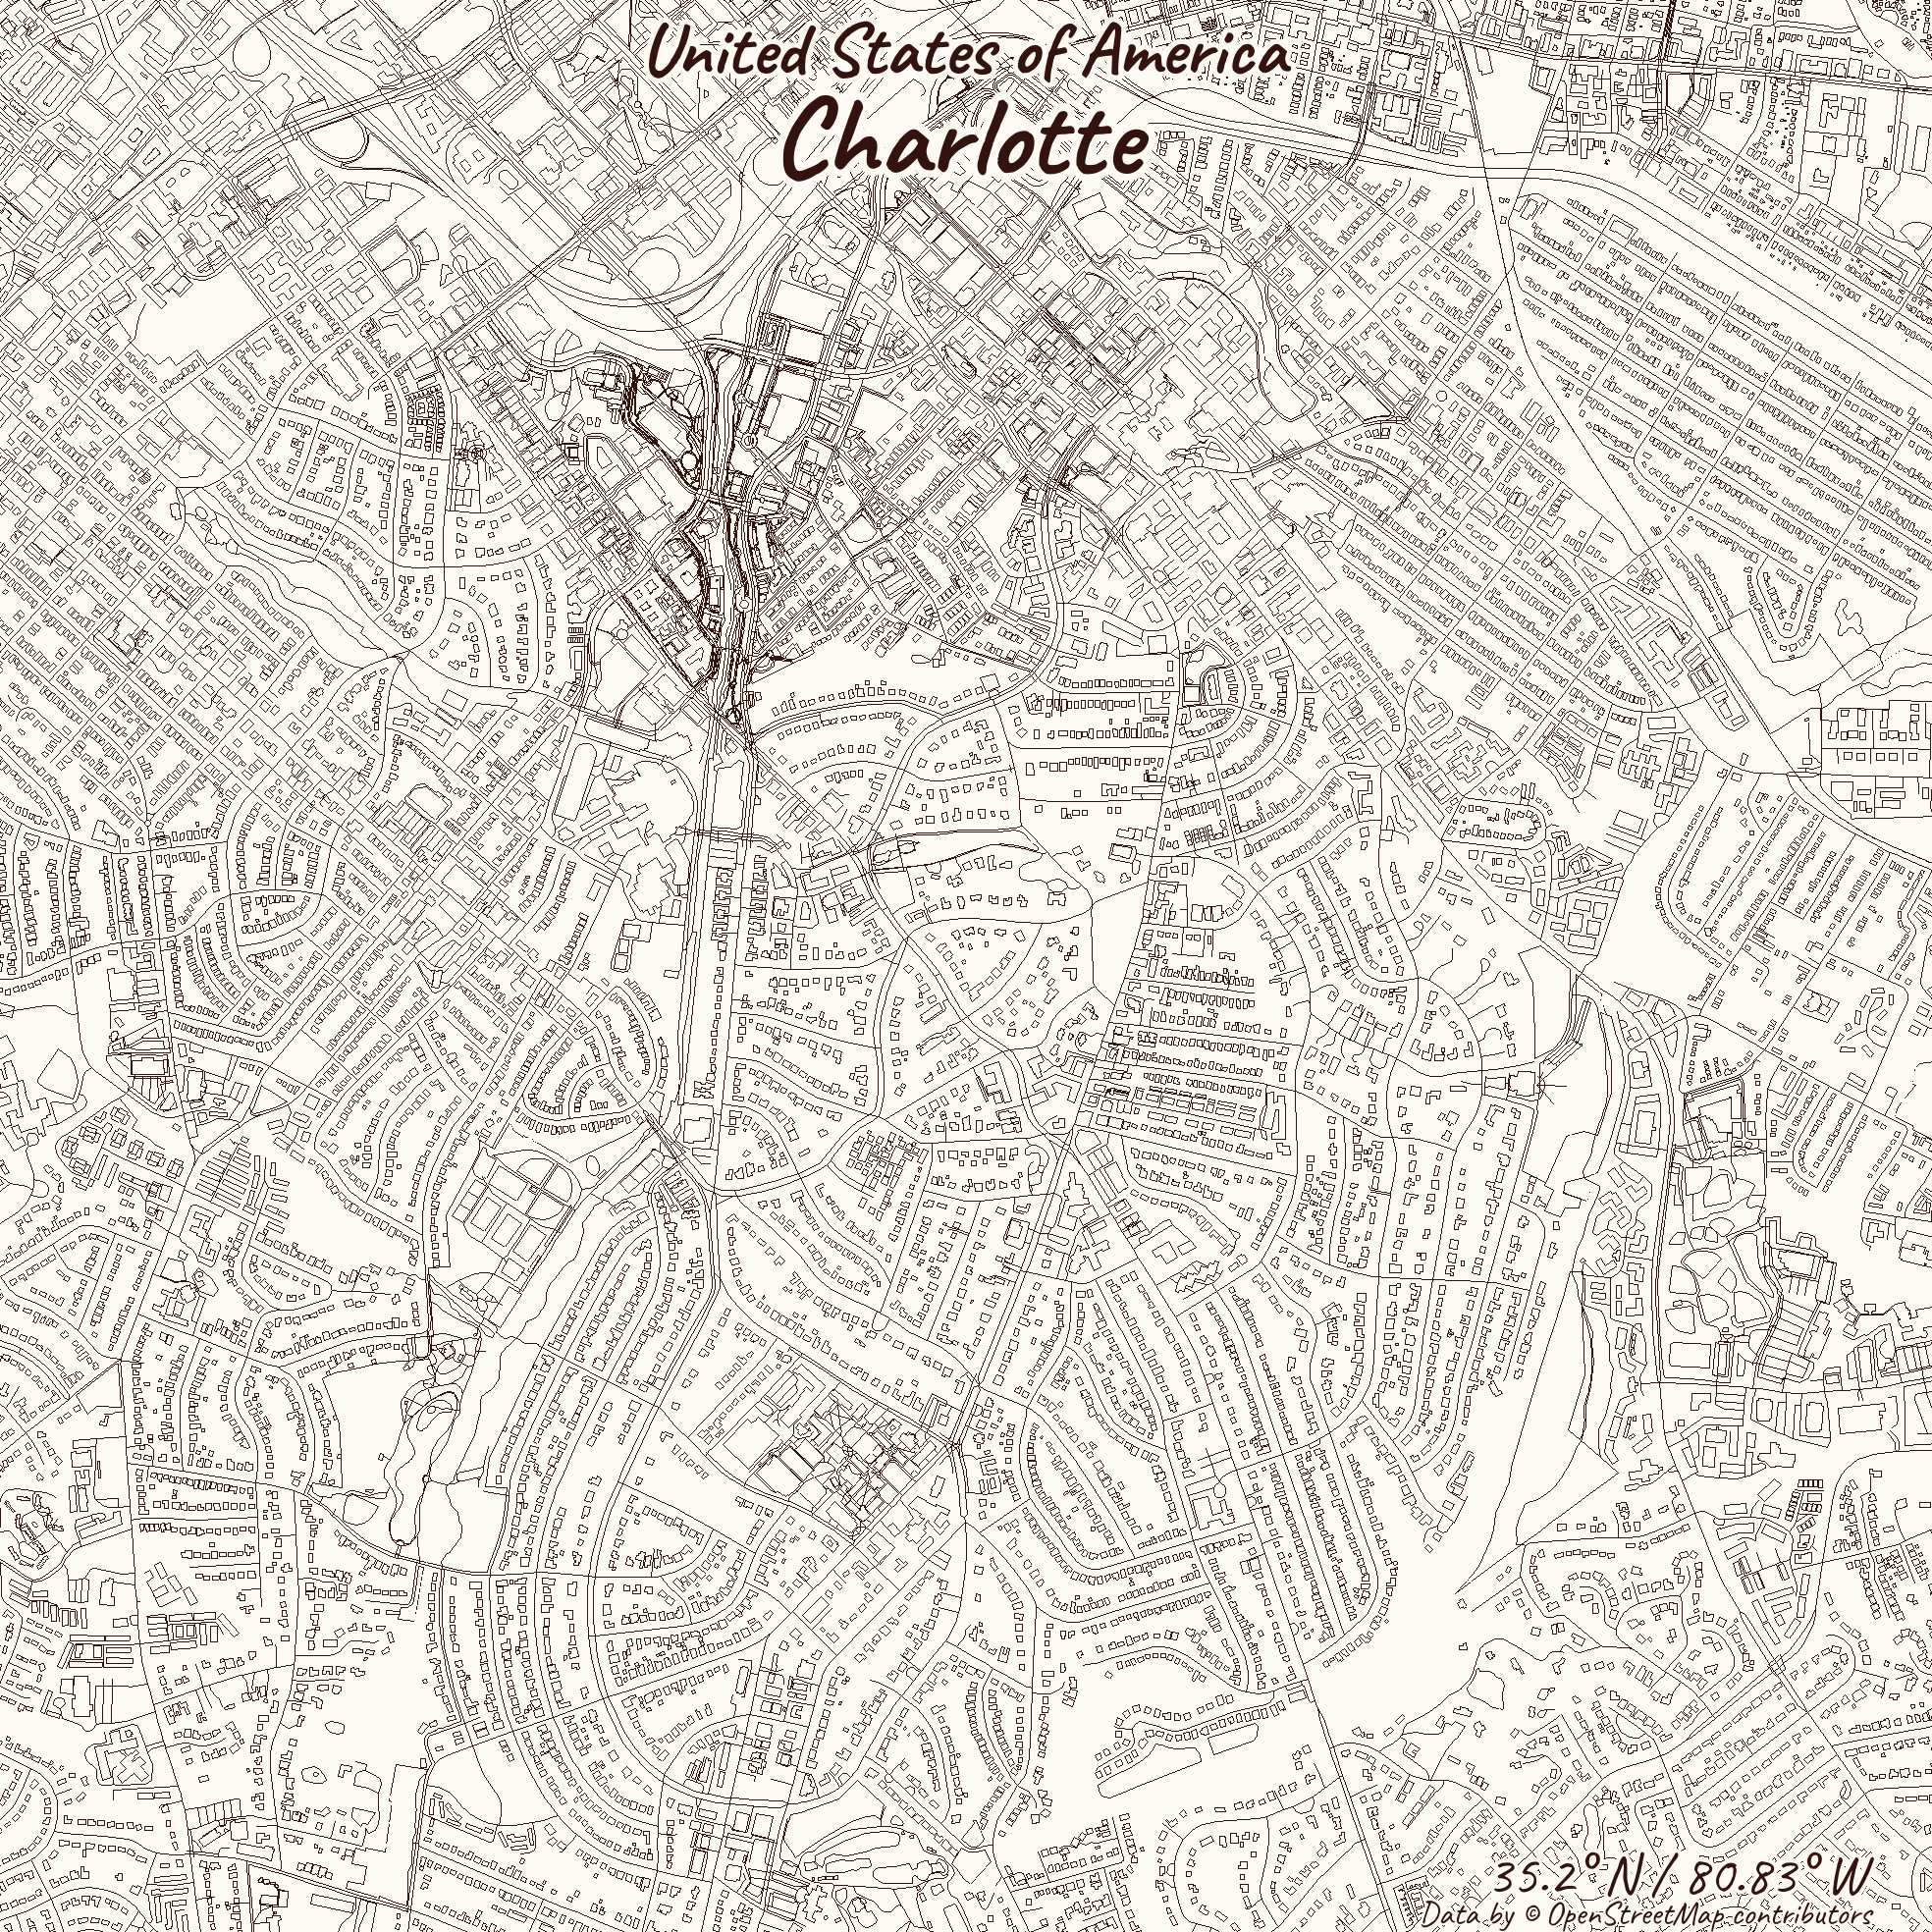 United States of America
Charlotte
35.2°N / 80.83°W
Data by © OpenStreetMap contributors